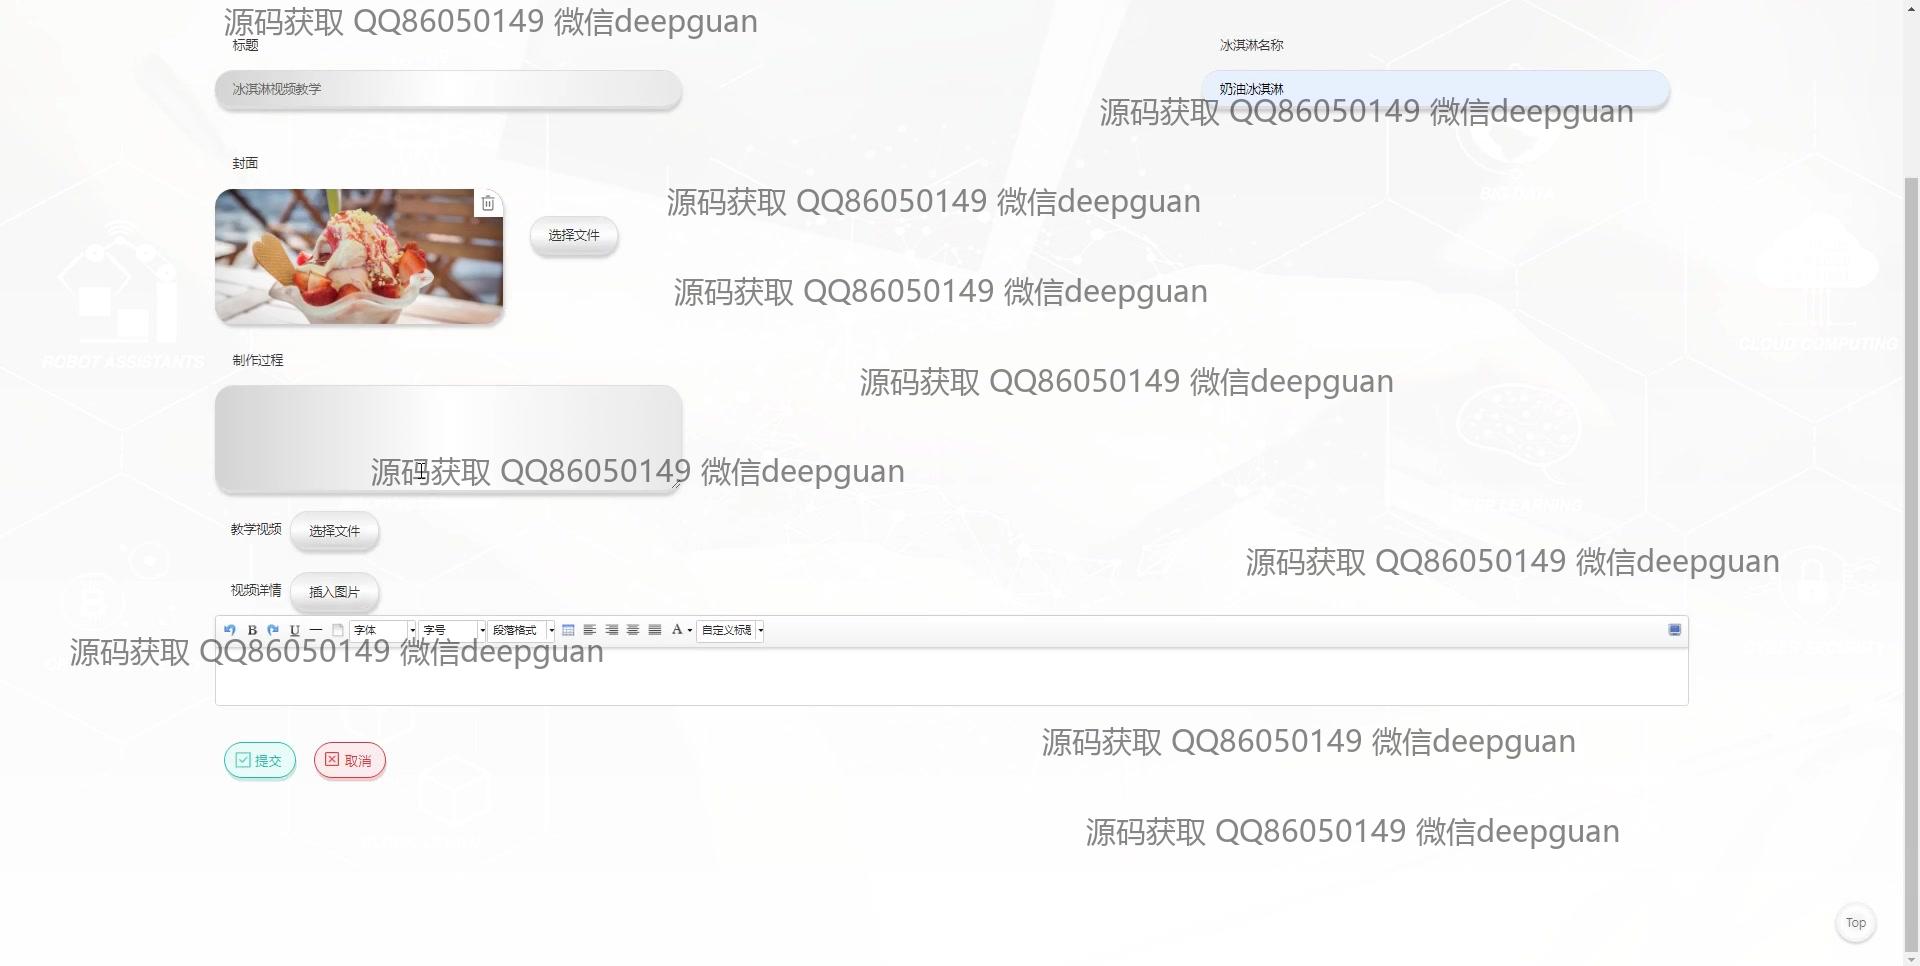 源码获取 QQ86050149 微信deepguan
标题
冰淇淋名称
冰淇淋视频教学
奶油冰淇淋
源码获取 QQ86050149 微信deepguan
封面
BIG DATA
源码获取 QQ86050149 微信deepguan
选择文件
源码获取 QQ86050149 微信deepguan
CLOUD COMPUTING
ROBOT ASSISTANTS
制作过程
源码获取 QQ86050149 微信deepguan
源码获取 QQ86050149 微信deepguan
DEEP LEARNING
教学视频 选择文件
源码获取 QQ86050149 微信deepguan
视频详情 插入图片
B U 字体 字号 段落格式 A 自定义标题
源码获取 QQ86050149 微信deepguan
CYBER SECURITY
源码获取 QQ86050149 微信deepguan
提交 取消
源码获取 QQ86050149 微信deepguan
Top